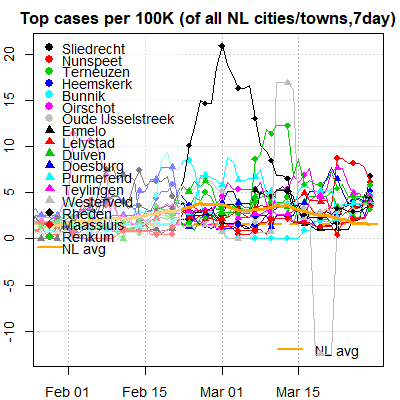 Top cases per 100K (of all NL cities/towns,7day)
20
15
10
5
0
-10
Sliedrecht
Nunspeet
Terneuzen
Heemskerk
Bunnik
Oirschot
Oude IJsselstreek
Ermelo
Lelystad
Duiven
Doesburg
Purmerend
Teylingen
Westerveld
Rheden
Maassluis
Renkum
NL avg
NL avg
Feb 01
Feb 15
Mar 01
Mar 15